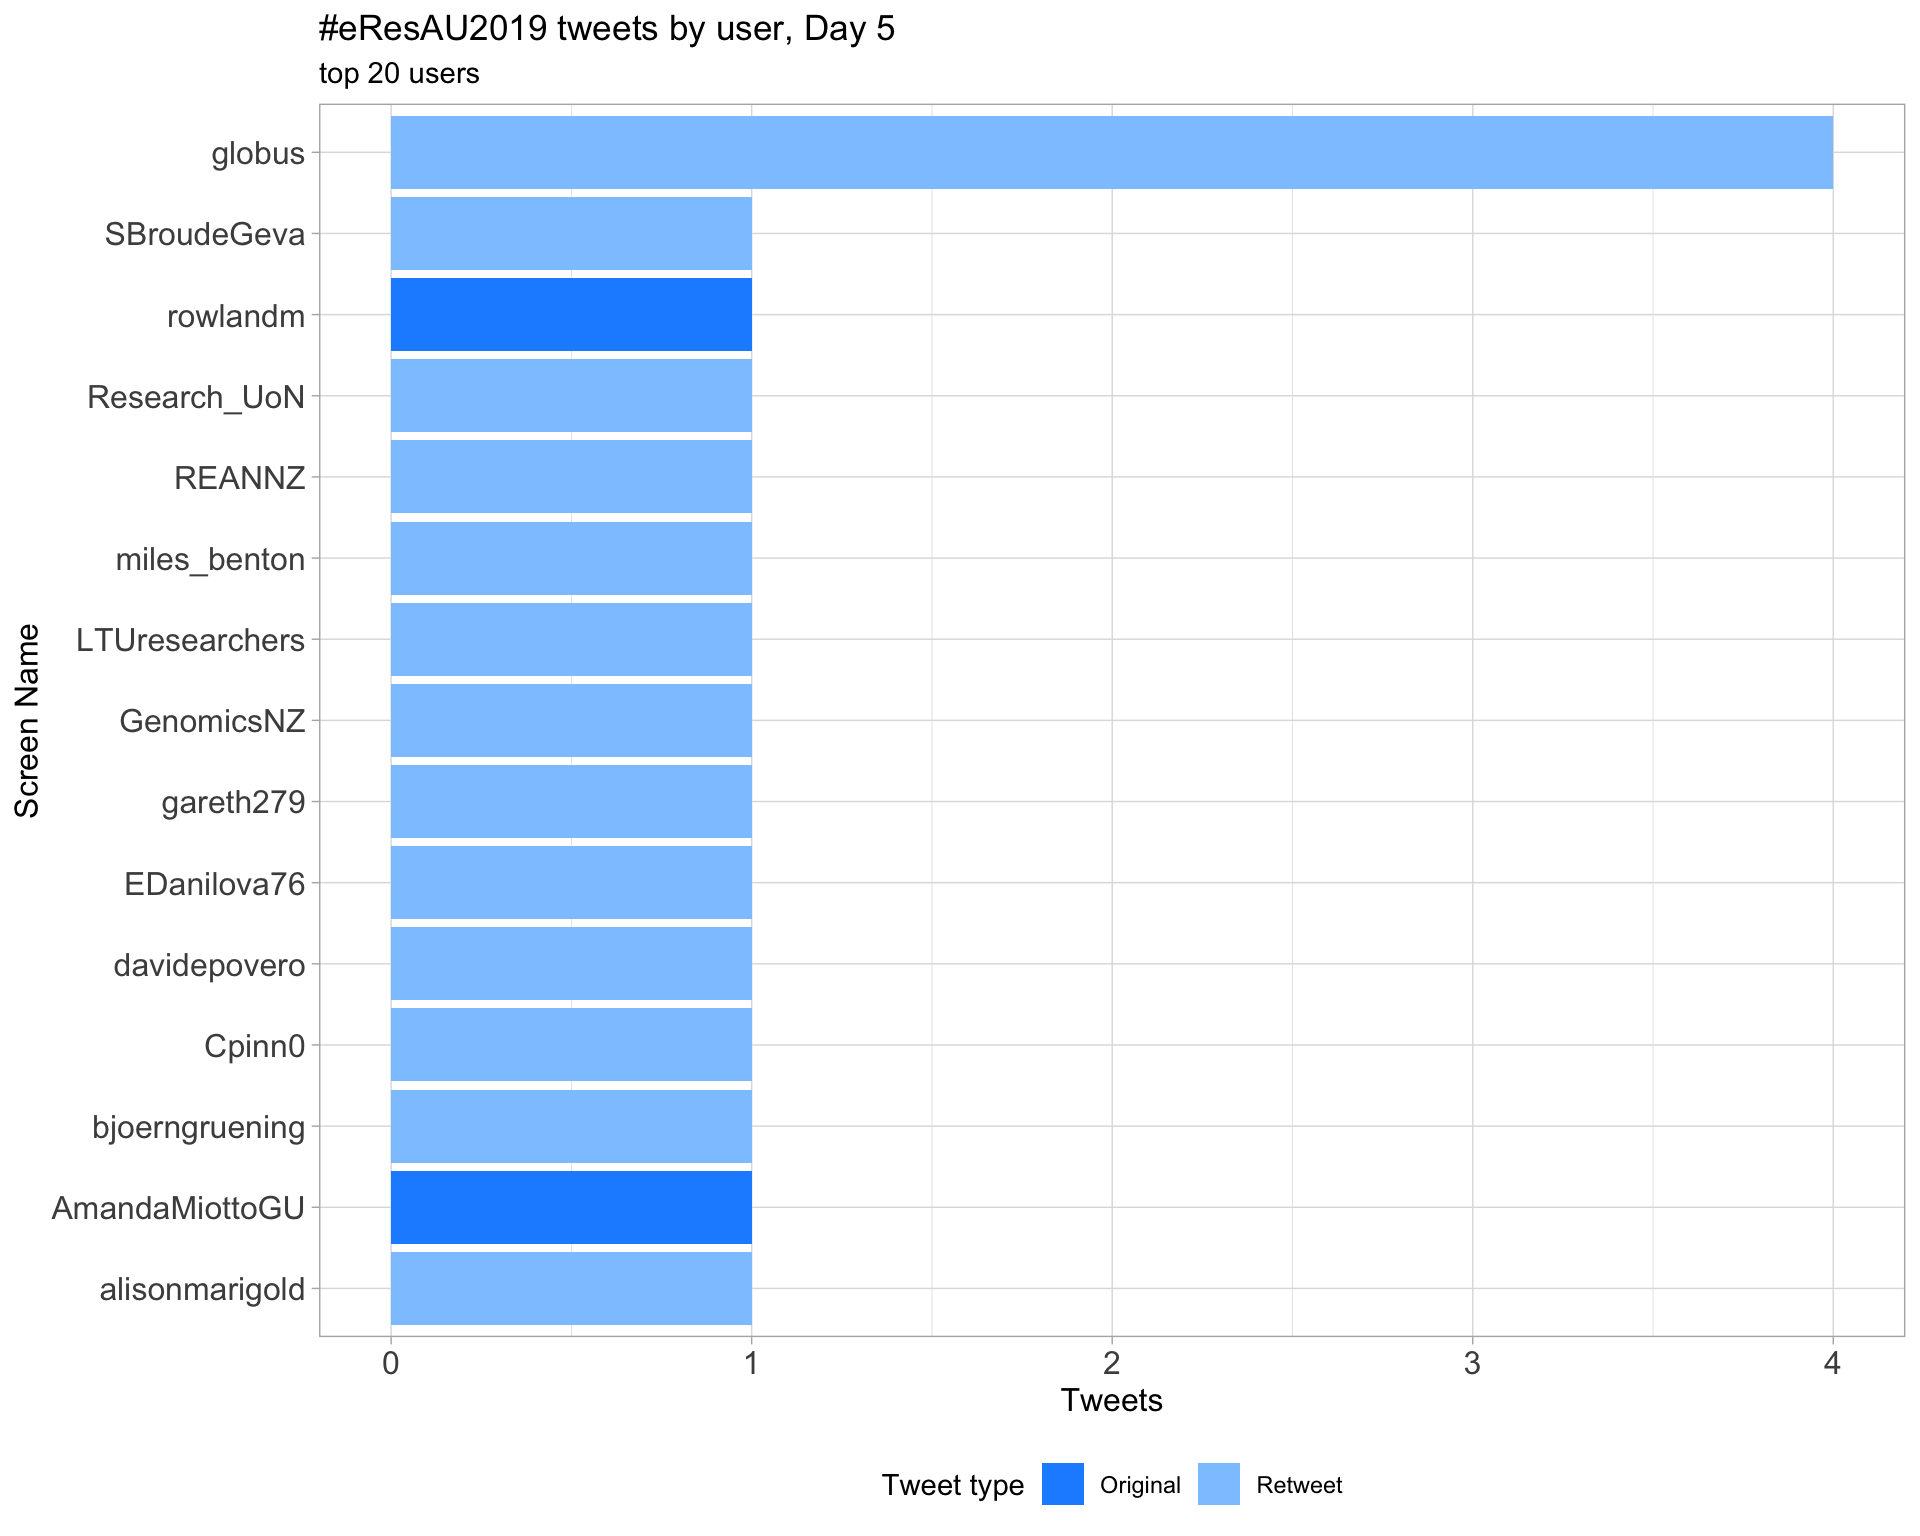 #eResAU2019 tweets by user, Day 5
top 20 users
Screen Name
globus
SBroudeGeva
rowlandm
Research_UoN
REANNZ
miles_benton
LTUresearchers
GenomicsNZ
gareth279
EDanilova76
davidepovero
Cpinn0
bjoerngruening
AmandaMiottoGU
alisonmarigold
0 1 2 3 4
Tweets
Tweet type Original Retweet